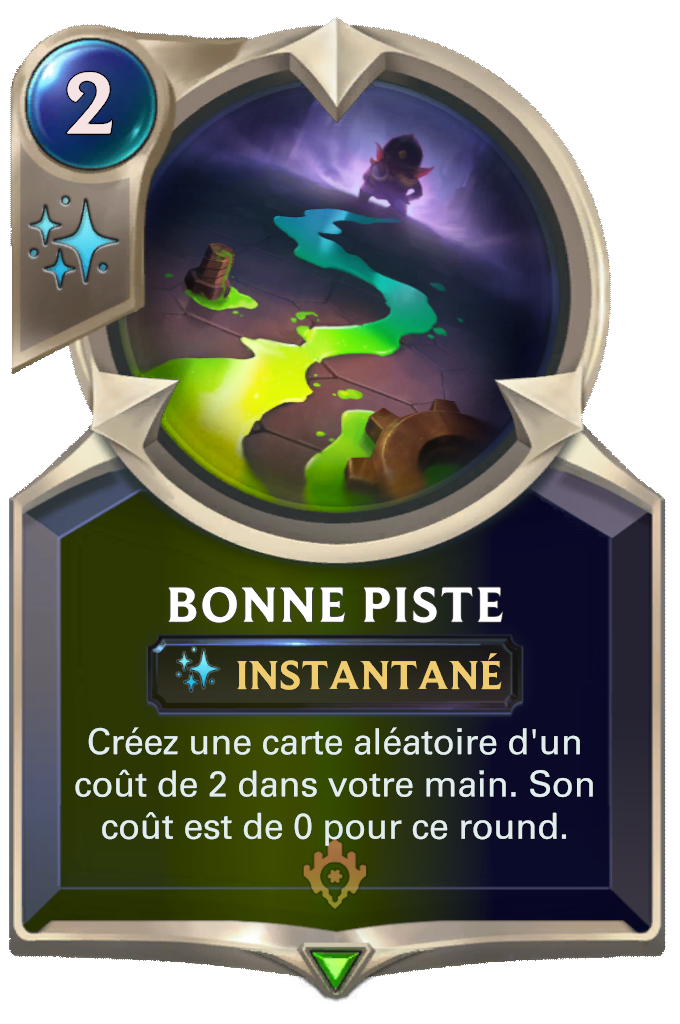 2
BONNE PISTE
INSTANTANÉ
Créez une carte aléatoire d'un
coût de 2 dans votre main. Son
coût est de 0 pour ce round.